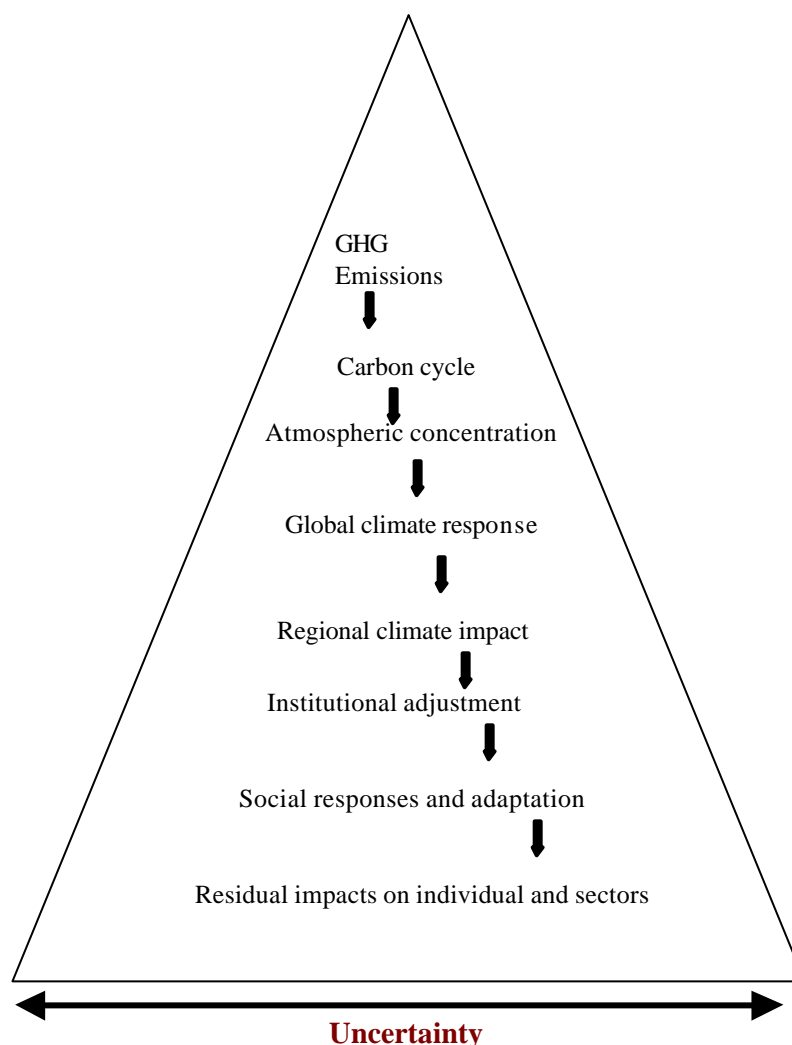 GHG
Emissions
Carbon cycle
Atmospheric concentration
Global climate response
Regional climate impact
Institutional adjustment
Social responses and adaptation
Residual impacts on individual and sectors
Uncertainty